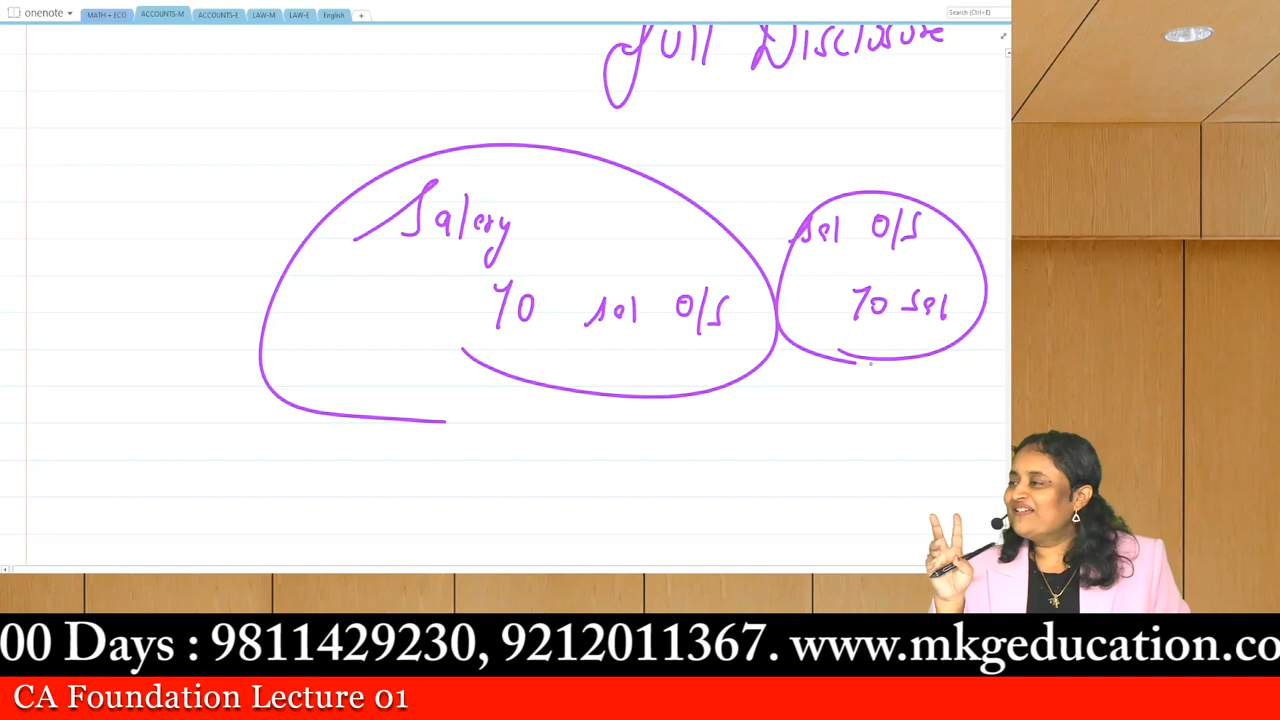 onenote
MATH + ECO ACCOUNTS-M ACCOUNTS-E LAW-M LAW-E English + Search (Ctrl+E)
Full Disclosure
Salary sal O/S
To sal O/S To sal
00 Days : 9811429230, 9212011367. www.mkgeducation.co
CA Foundation Lecture 01